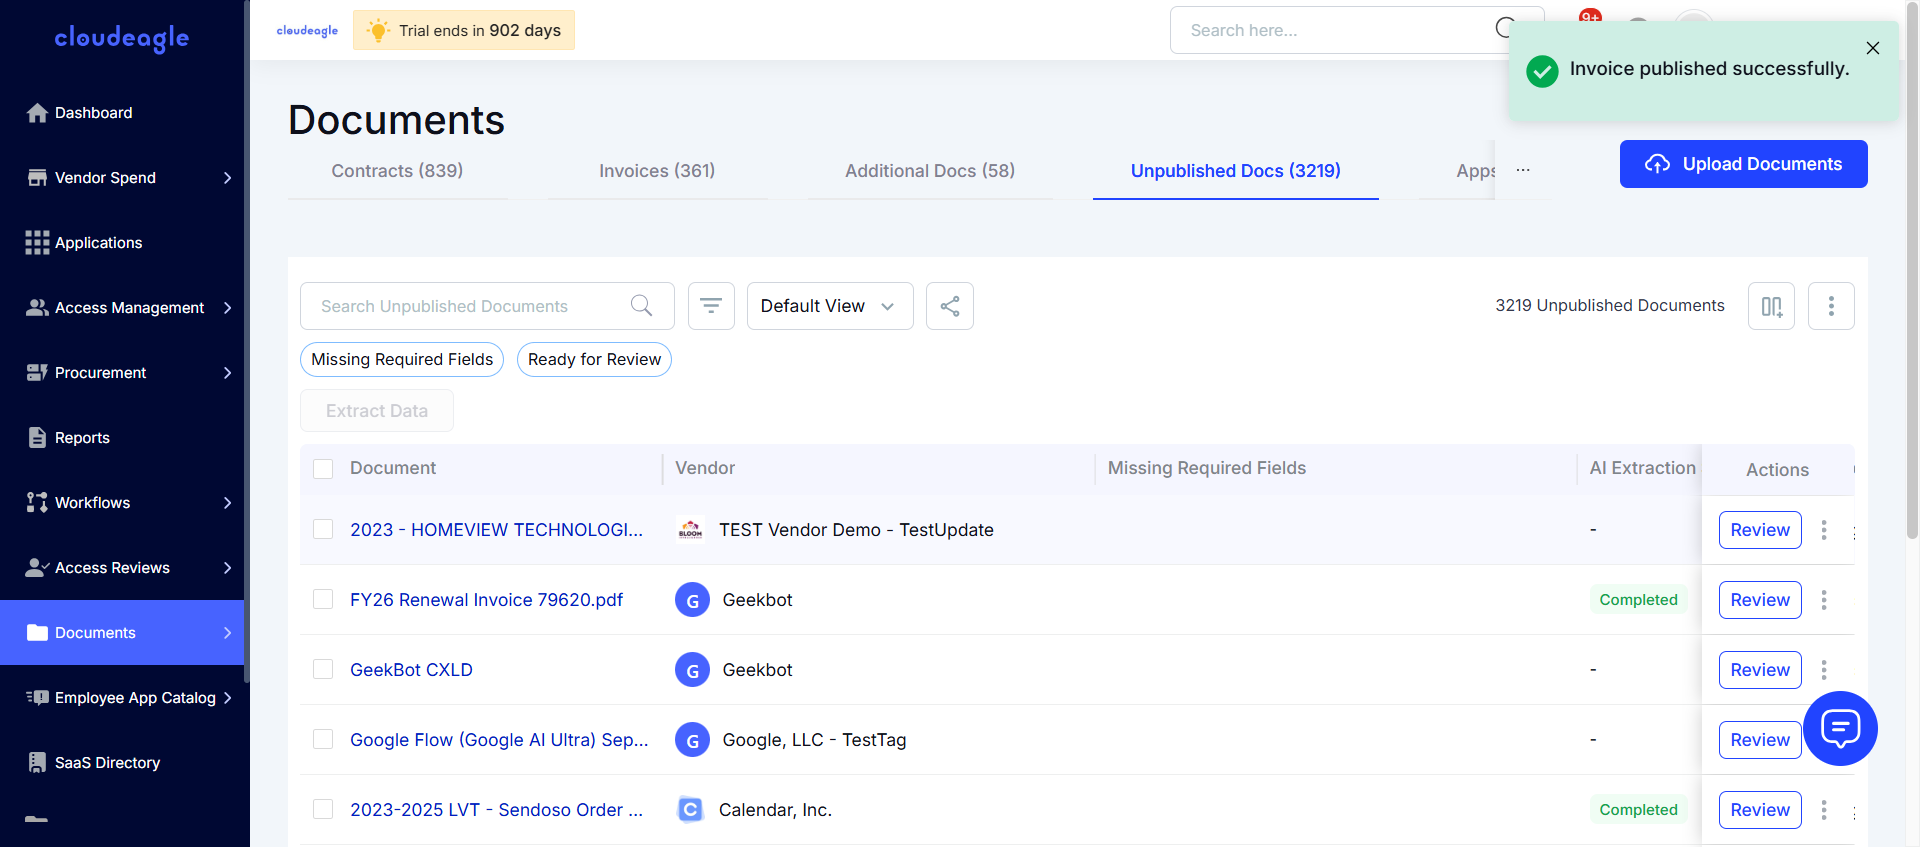 cloudeagle
Dashboard
Vendor Spend
Applications
Access Management
Procurement
Reports
Workflows
Access Reviews
Documents
Employee App Catalog
SaaS Directory
cloudeagle
Trial ends in 902 days
Search here...
9+
Invoice published successfully.
Documents
Contracts (839)
Invoices (361)
Additional Docs (58)
Unpublished Docs (3219)
Apps
...
Upload Documents
Search Unpublished Documents
Default View
3219 Unpublished Documents
Missing Required Fields
Ready for Review
Extract Data
Document
Vendor
Missing Required Fields
AI Extraction
Actions
2023 - HOMEVIEW TECHNOLOGI...
BLOOM
TEST Vendor Demo - TestUpdate
-
Review
FY26 Renewal Invoice 79620.pdf
G
Geekbot
Completed
Review
GeekBot CXLD
G
Geekbot
-
Review
Google Flow (Google AI Ultra) Sep...
G
Google, LLC - TestTag
-
Review
2023-2025 LVT - Sendoso Order ...
C
Calendar, Inc.
Completed
Review